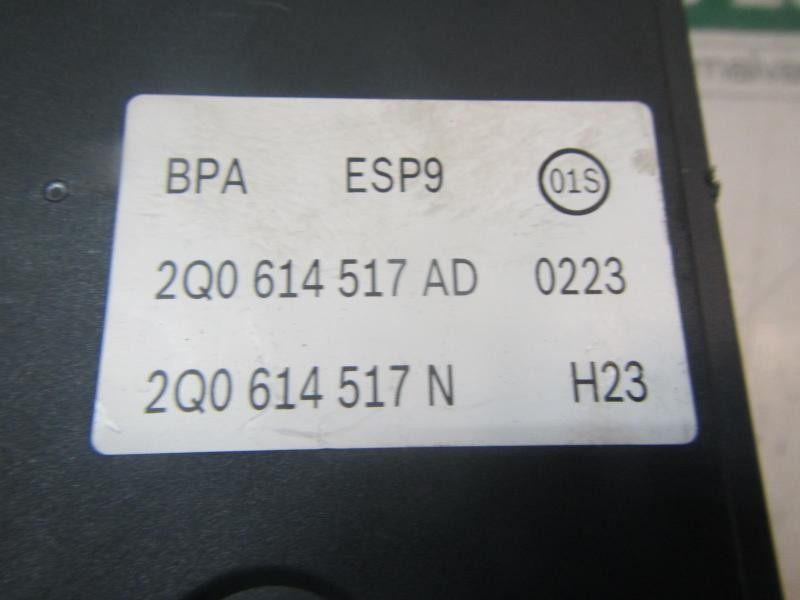 BPA ESP9 01S
2Q0 614 517 AD 0223
2Q0 614 517 N H23